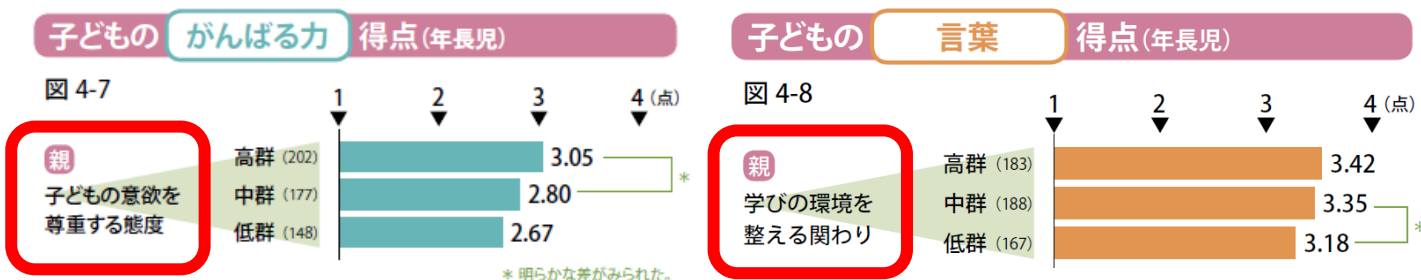 子どもの がんばる力 得点(年長児)
図 4-7
1 2 3 4 (点)
親
子どもの意欲を
尊重する態度
高群 (202) 3.05
中群 (177) 2.80
低群 (148) 2.67
*
* 明らかな差がみられた。
子どもの 言葉 得点(年長児)
図 4-8
1 2 3 4 (点)
親
学びの環境を
整える関わり
高群 (183) 3.42
中群 (188) 3.35
低群 (167) 3.18
*